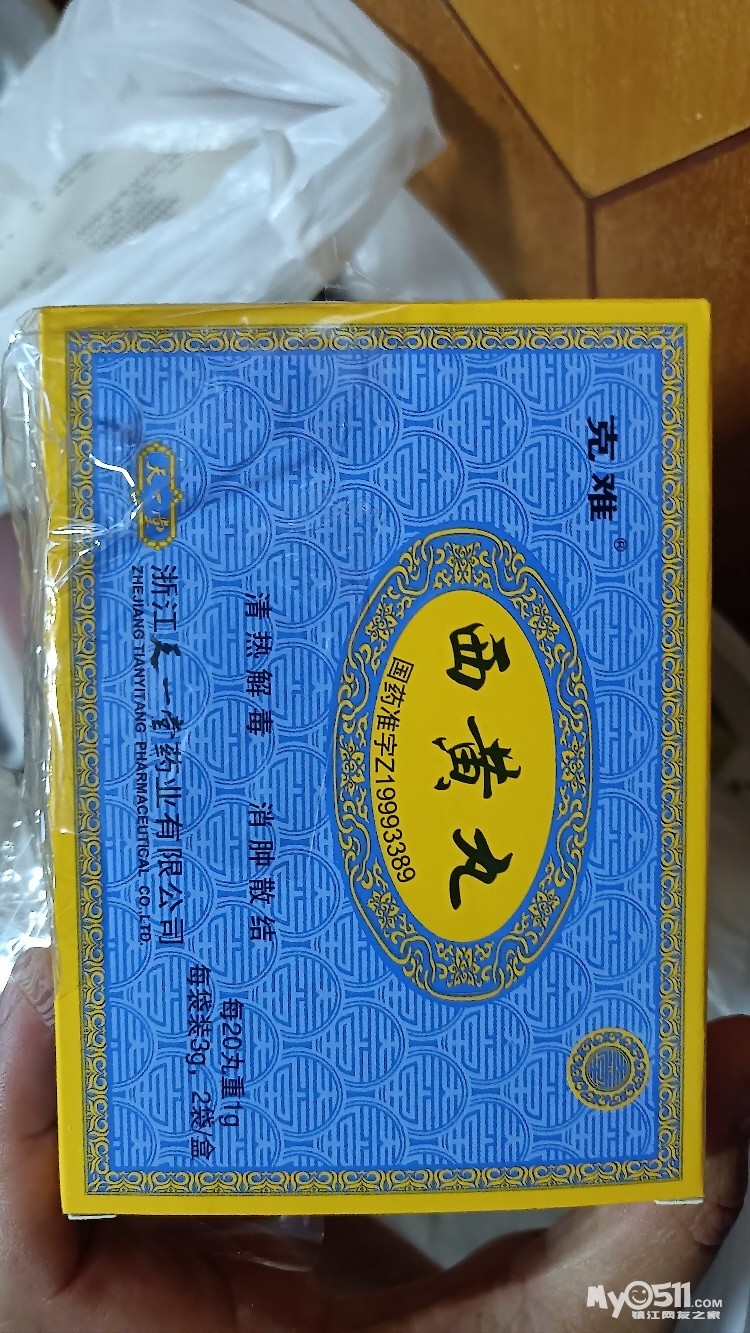 克难®
西黄丸
国药准字Z19993389
清热解毒 消肿散结
每20丸重1g
每袋装3g，2袋/盒
天一堂
浙江天一堂药业有限公司
ZHEJIANG TIANYITANG PHARMACEUTICAL CO.,LTD.
MyO511.COM
镇江网友之家